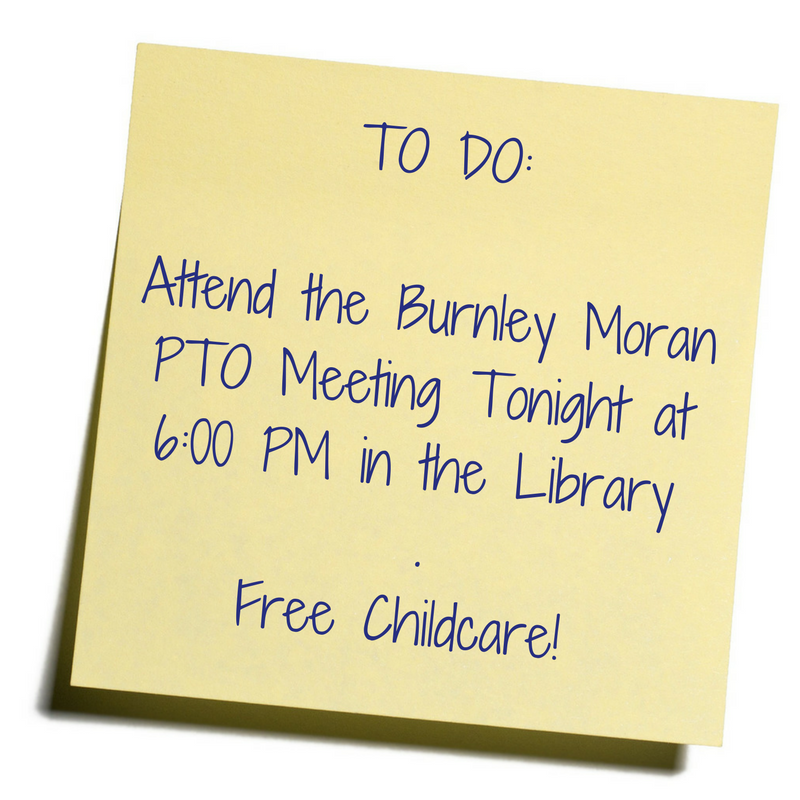 TO DO:
Attend the Burnley Moran
PTO Meeting Tonight at
6:00 PM in the Library
.
Free Childcare!